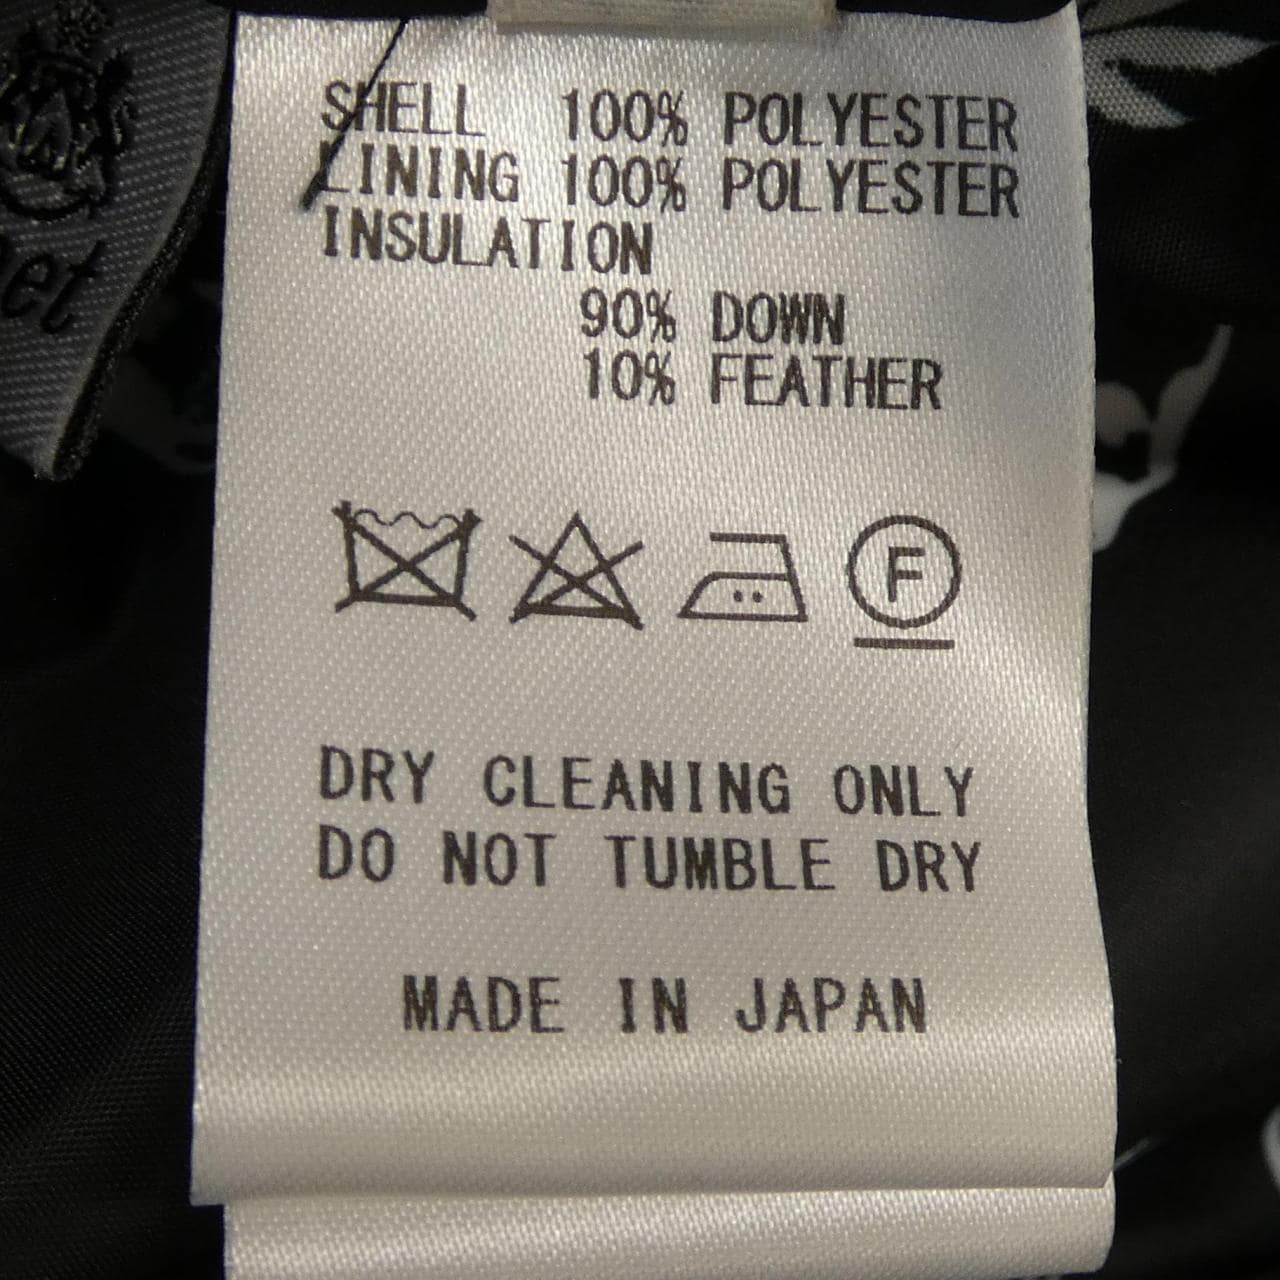 SHELL 100% POLYESTER
LINING 100% POLYESTER
INSULATION
90% DOWN
10% FEATHER
F
DRY CLEANING ONLY
DO NOT TUMBLE DRY
MADE IN JAPAN